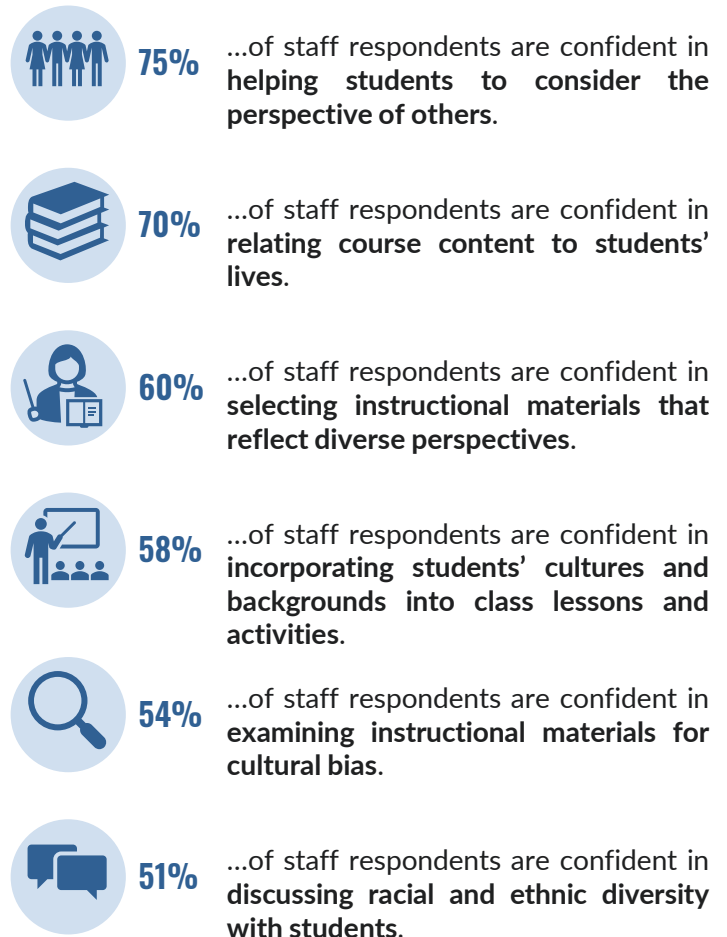 75%
...of staff respondents are confident in
helping students to consider the
perspective of others.
70%
...of staff respondents are confident in
relating course content to students’
lives.
60%
...of staff respondents are confident in
selecting instructional materials that
reflect diverse perspectives.
58%
...of staff respondents are confident in
incorporating students’ cultures and
backgrounds into class lessons and
activities.
54%
...of staff respondents are confident in
examining instructional materials for
cultural bias.
51%
...of staff respondents are confident in
discussing racial and ethnic diversity
with students.